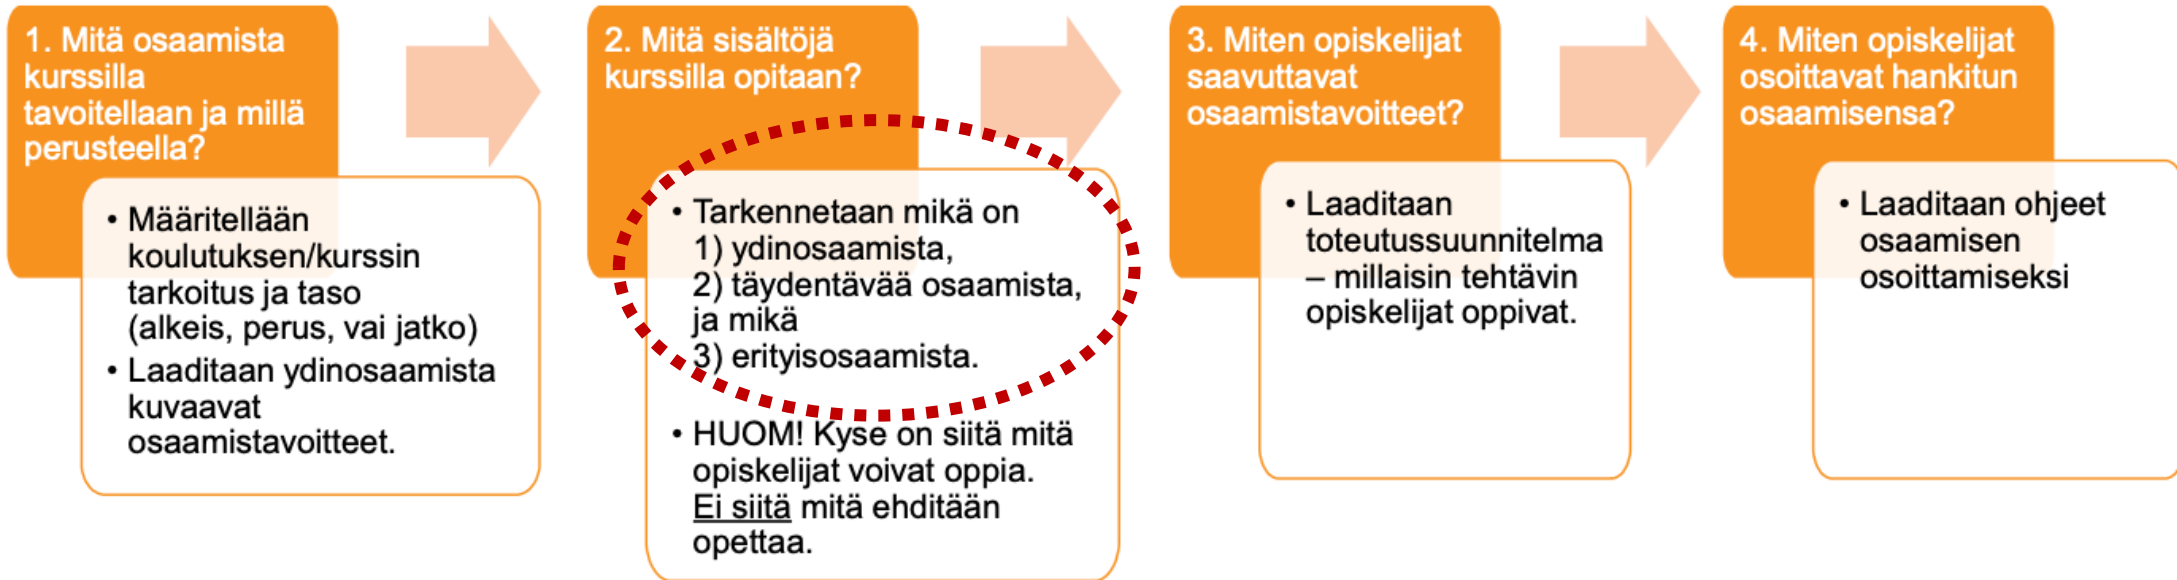 1. Mitä osaamista
kurssilla
tavoitellaan ja millä
perusteella?
• Määritellään
koulutuksen/kurssin
tarkoitus ja taso
(alkeis, perus, vai jatko)
• Laaditaan ydinosaamista
kuvaavat
osaamistavoitteet.
2. Mitä sisältöjä
kurssilla opitaan?
• Tarkennetaan mikä on
1) ydinosaamista,
2) täydentävää osaamista,
ja mikä
3) erityisosaamista.
• HUOM! Kyse on siitä mitä
opiskelijat voivat oppia.
Ei siitä mitä ehditään
opettaa.
3. Miten opiskelijat
saavuttavat
osaamistavoitteet?
• Laaditaan
toteutussuunnitelma
– millaisin tehtävin
opiskelijat oppivat.
4. Miten opiskelijat
osoittavat hankitun
osaamisensa?
• Laaditaan ohjeet
osaamisen
osoittamiseksi